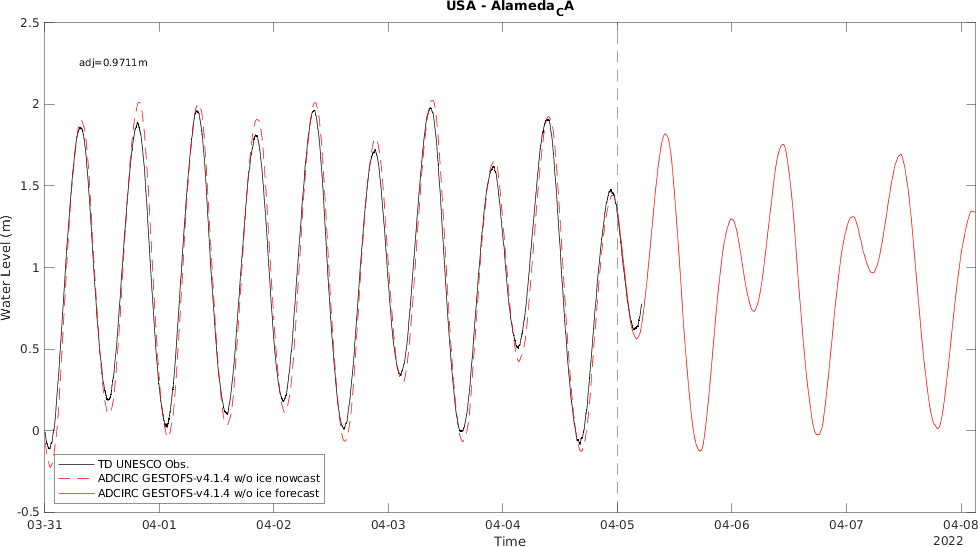 USA - Alameda_CA
adj=0.9711m
2.5
2
1.5
1
0.5
0
-0.5
Water Level (m)
TD UNESCO Obs.
ADCIRC GESTOFS-v4.1.4 w/o ice nowcast
ADCIRC GESTOFS-v4.1.4 w/o ice forecast
03-31 04-01 04-02 04-03 04-04 04-05 04-06 04-07 04-08
Time
2022